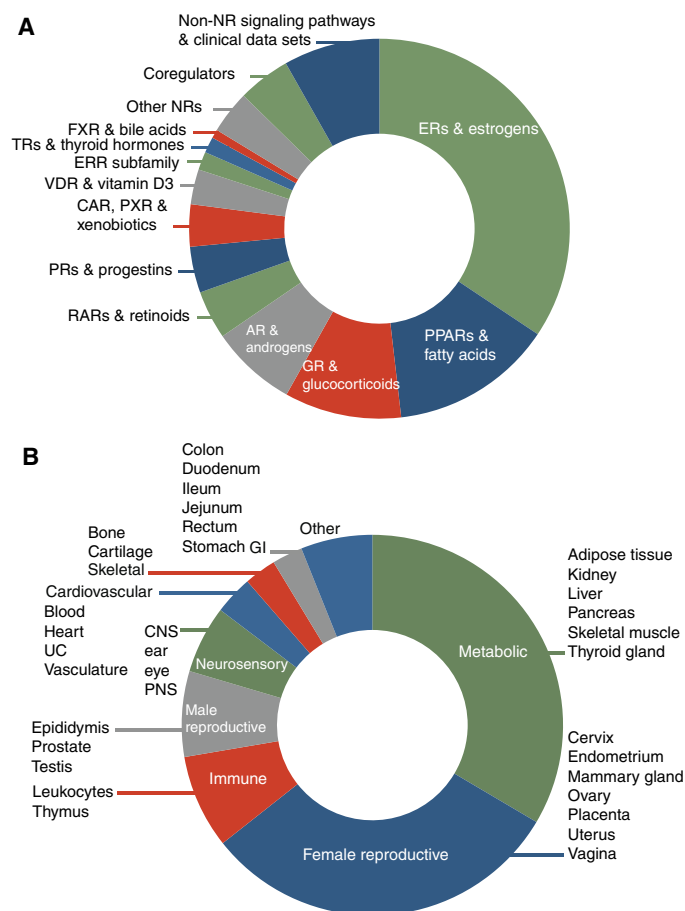 A
Non-NR signaling pathways
& clinical data sets
Coregulators
Other NRs
FXR & bile acids
TRs & thyroid hormones
ERR subfamily
VDR & vitamin D3
CAR, PXR &
xenobiotics
PRs & progestins
RARs & retinoids
AR &
androgens
GR &
glucocorticoids
PPARs &
fatty acids
ERs & estrogens
B
Colon
Duodenum
Ileum
Jejunum
Rectum
Stomach GI
Other
Bone
Cartilage
Skeletal
Cardiovascular
Blood
Heart
UC
Vasculature
CNS
ear
eye
PNS
Neurosensory
Male
reproductive
Epididymis
Prostate
Testis
Leukocytes
Thymus
Immune
Female reproductive
Metabolic
Adipose tissue
Kidney
Liver
Pancreas
Skeletal muscle
Thyroid gland
Cervix
Endometrium
Mammary gland
Ovary
Placenta
Uterus
Vagina